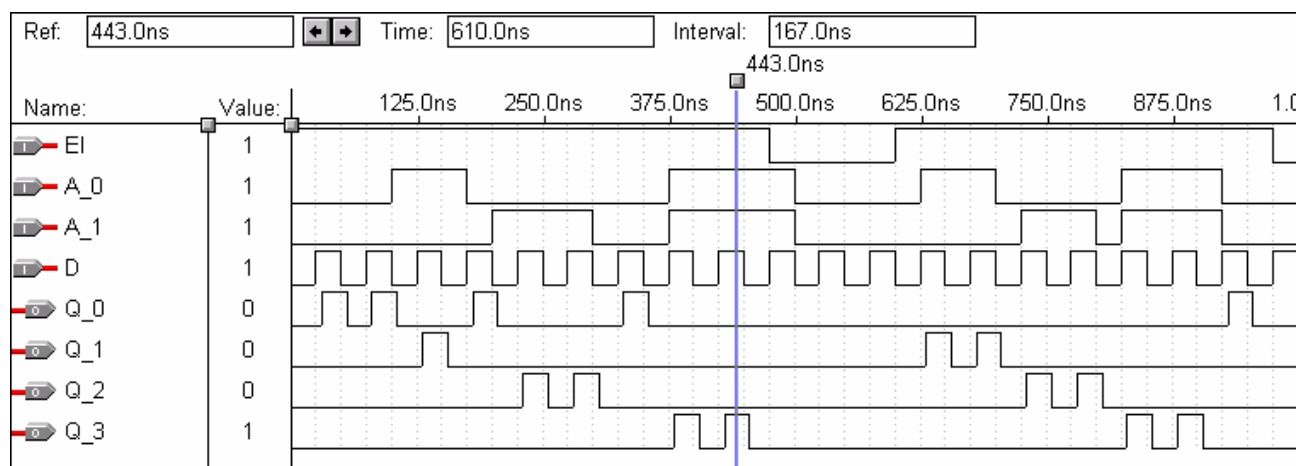 Ref: 443.0ns Time: 610.0ns Interval: 167.0ns
443.0ns
Name: Value: 125.0ns 250.0ns 375.0ns 500.0ns 625.0ns 750.0ns 875.0ns 1.0
EI 1
A_0 1
A_1 1
D 1
Q_0 0
Q_1 0
Q_2 0
Q_3 1